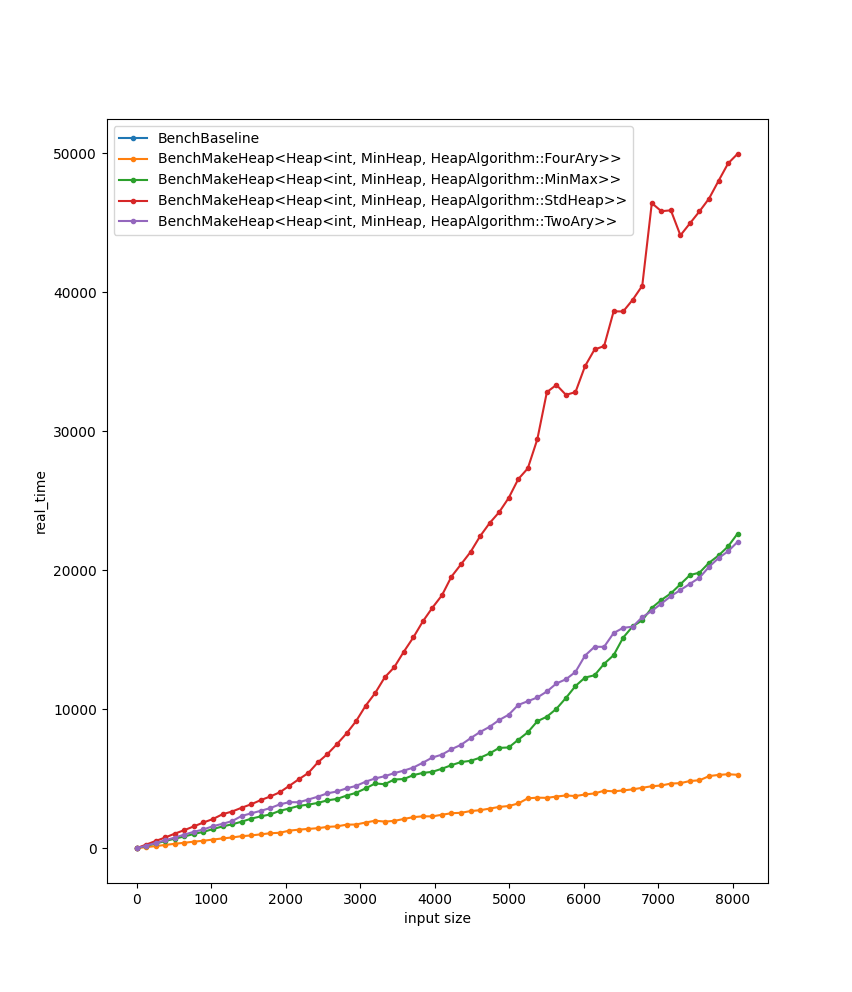 BenchBaseline
BenchMakeHeap<Heap<int, MinHeap, HeapAlgorithm::FourAry>>
BenchMakeHeap<Heap<int, MinHeap, HeapAlgorithm::MinMax>>
BenchMakeHeap<Heap<int, MinHeap, HeapAlgorithm::StdHeap>>
BenchMakeHeap<Heap<int, MinHeap, HeapAlgorithm::TwoAry>>
50000
40000
30000
20000
10000
0
real_time
0 1000 2000 3000 4000 5000 6000 7000 8000
input size